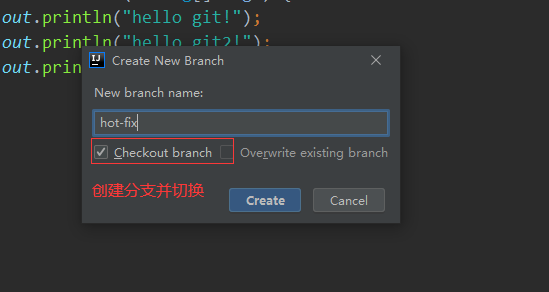 out.println("hello git!");
out.println("hello git2!");
out.prin
IJ
Create New Branch
New branch name:
hot-fix
Checkout branch
Overwrite existing branch
创建分支并切换
Create
Cancel